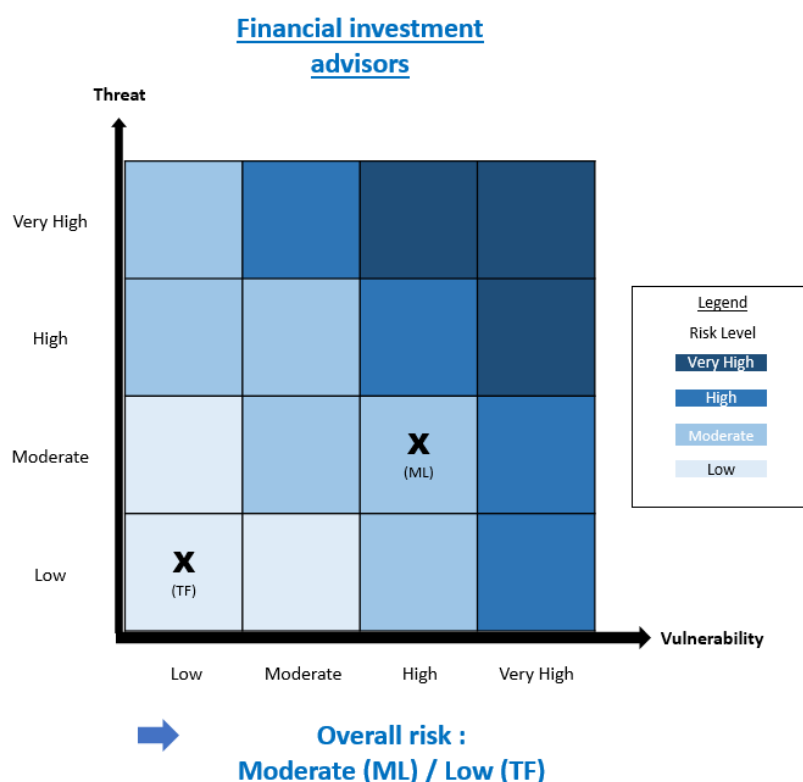 Financial investment
advisors
Threat
Very High
High
Moderate
Low
X
(ML)
X
(TF)
Low
Moderate
High
Very High
Vulnerability
Legend
Risk Level
Very High
High
Moderate
Low
Overall risk :
Moderate (ML) / Low (TF)